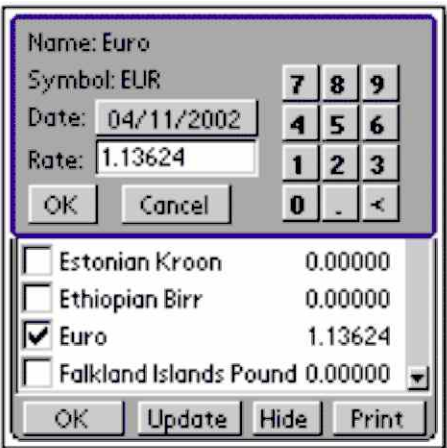 Name: Euro
Symbol: EUR
Date: 04/11/2002
Rate: 1.13624
OK Cancel
7 8 9
4 5 6
1 2 3
0 . <
Estonian Kroon 0.00000
Ethiopian Birr 0.00000
Euro 1.13624
Falkland Islands Pound 0.00000
OK Update Hide Print